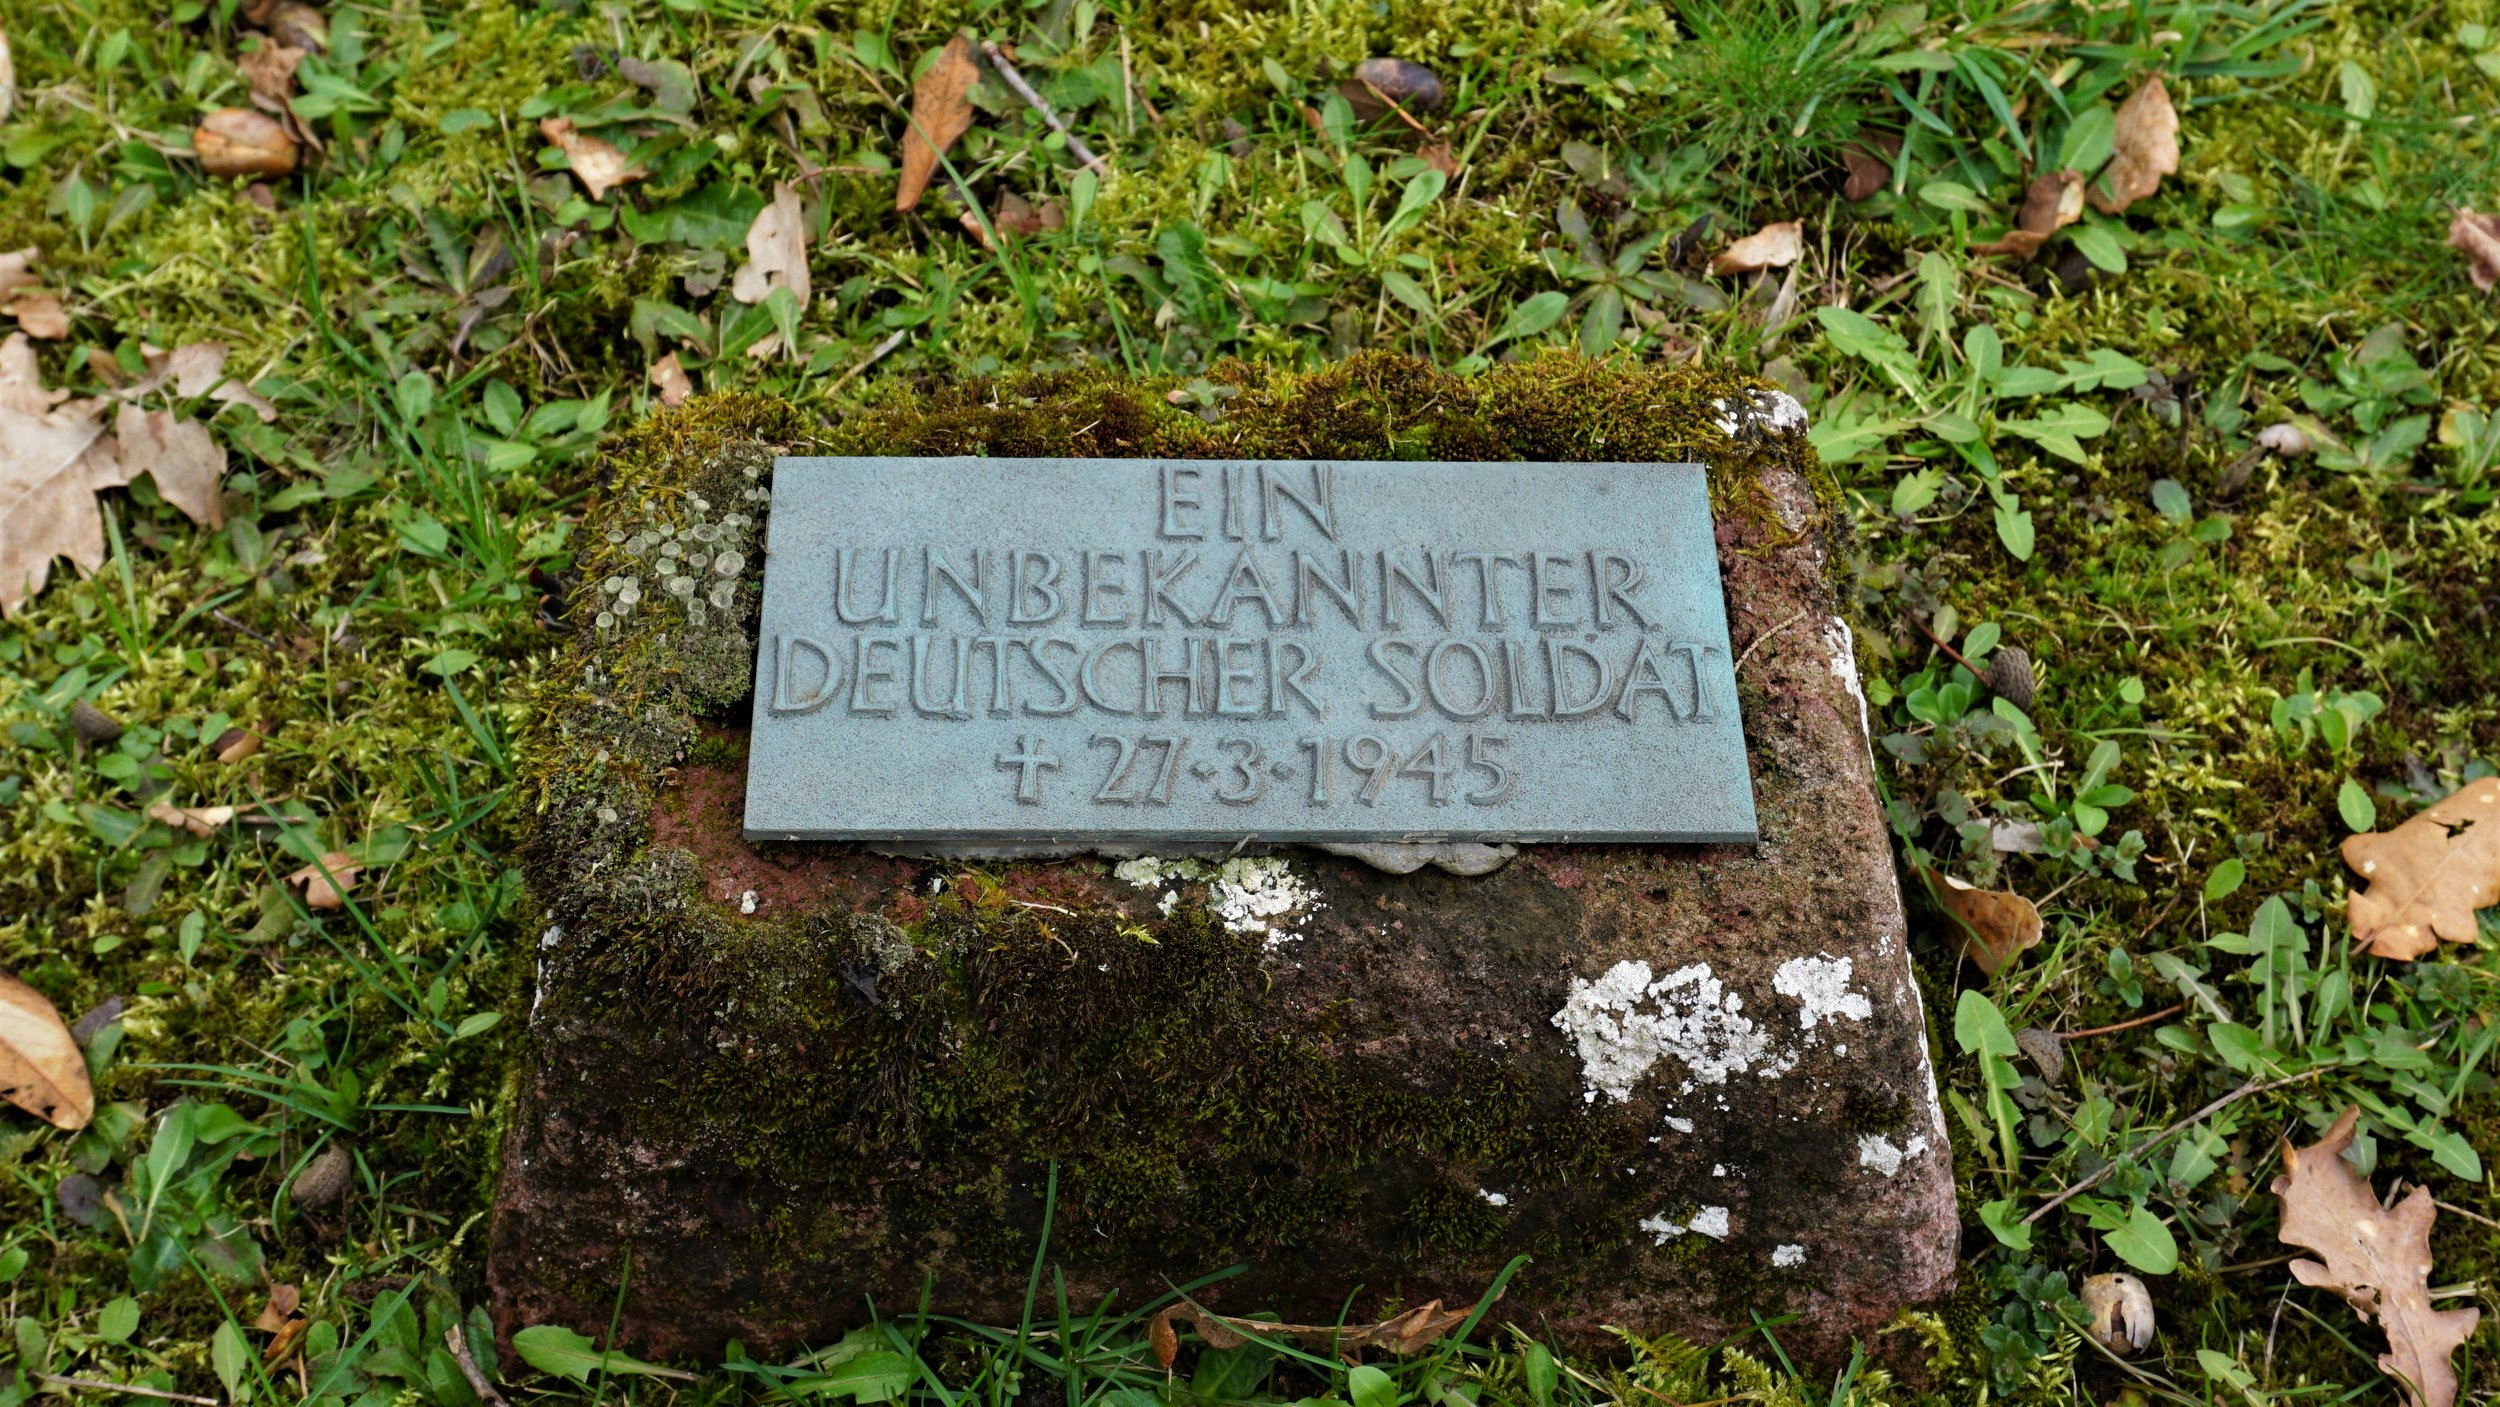 EIN
UNBEKANNTER
DEUTSCHER SOLDAT
† 27·3·1945